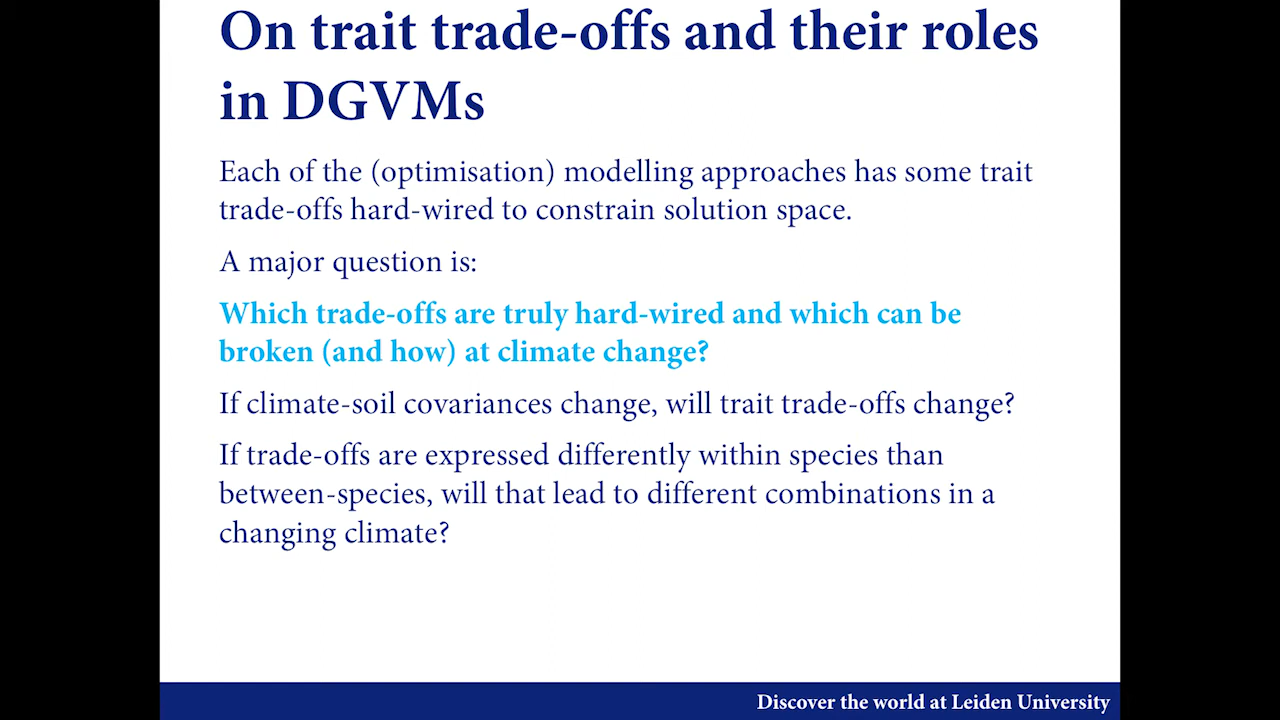 On trait trade-offs and their roles
in DGVMs
Each of the (optimisation) modelling approaches has some trait
trade-offs hard-wired to constrain solution space.
A major question is:
Which trade-offs are truly hard-wired and which can be
broken (and how) at climate change?
If climate-soil covariances change, will trait trade-offs change?
If trade-offs are expressed differently within species than
between-species, will that lead to different combinations in a
changing climate?
Discover the world at Leiden University